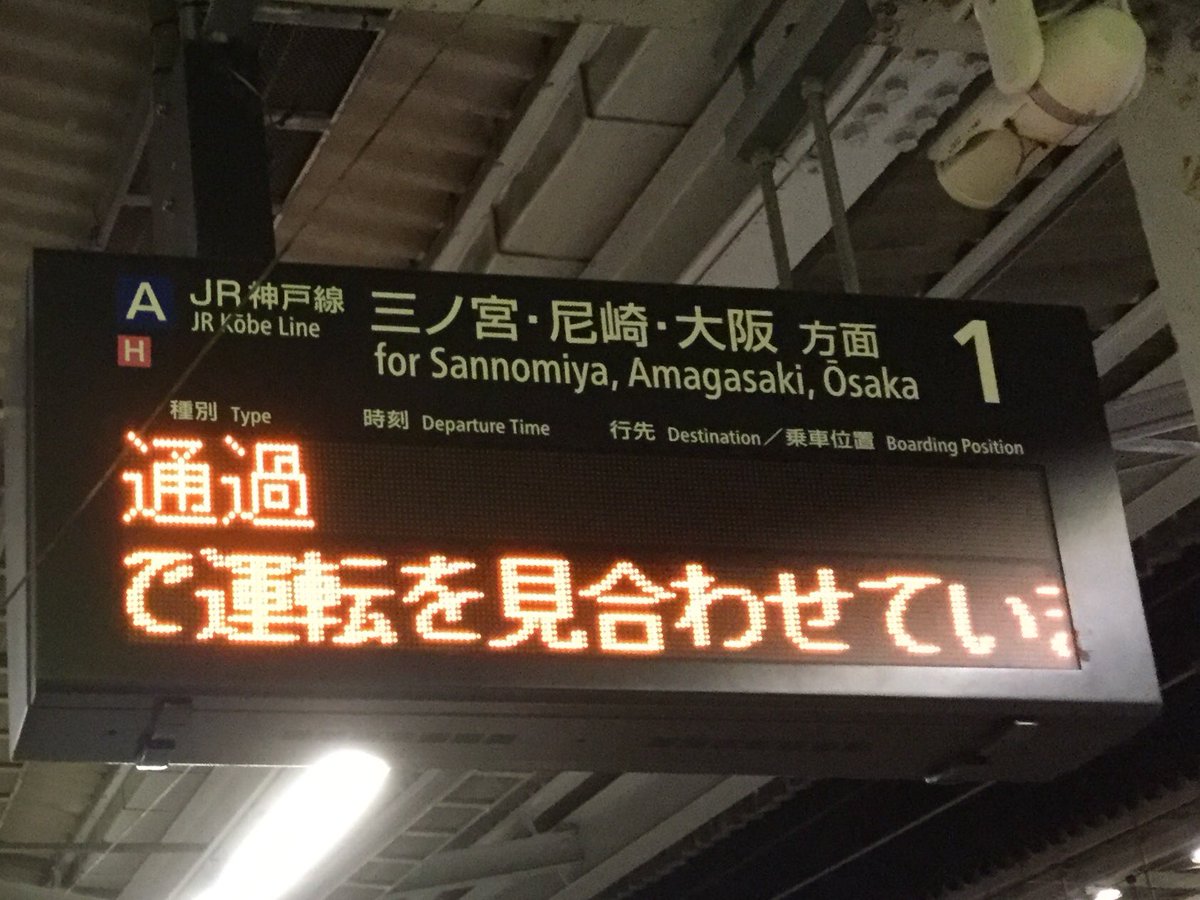 A JR神戸線 三ノ宮・尼崎・大阪 方面 1
H JR Kōbe Line for Sannomiya, Amagasaki, Ōsaka
種別 Type 時刻 Departure Time 行先 Destination／乗車位置 Boarding Position
通過
で運転を見合わせてい